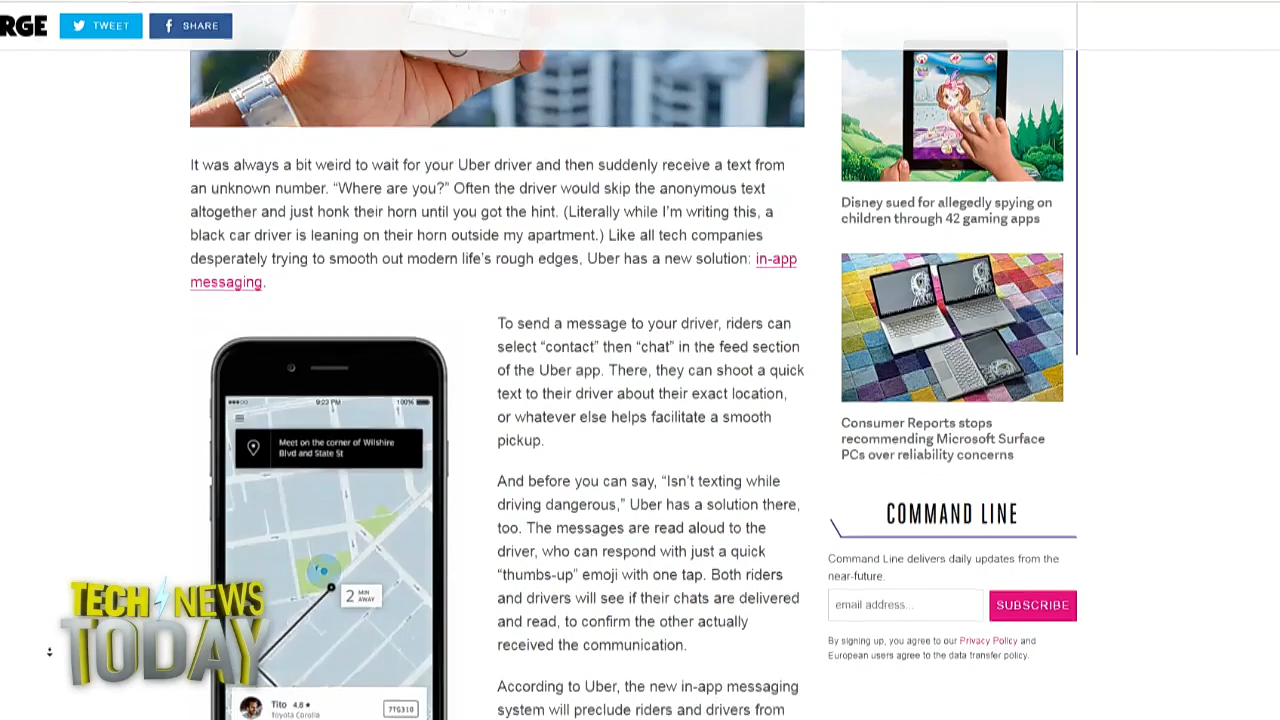 RGE
TWEET
SHARE
It was always a bit weird to wait for your Uber driver and then suddenly receive a text from
an unknown number. “Where are you?” Often the driver would skip the anonymous text
altogether and just honk their horn until you got the hint. (Literally while I’m writing this, a
black car driver is leaning on their horn outside my apartment.) Like all tech companies
desperately trying to smooth out modern life’s rough edges, Uber has a new solution: in-app
messaging.
To send a message to your driver, riders can
select “contact” then “chat” in the feed section
of the Uber app. There, they can shoot a quick
text to their driver about their exact location,
or whatever else helps facilitate a smooth
pickup.
And before you can say, “Isn’t texting while
driving dangerous,” Uber has a solution there,
too. The messages are read aloud to the
driver, who can respond with just a quick
“thumbs-up” emoji with one tap. Both riders
and drivers will see if their chats are delivered
and read, to confirm the other actually
received the communication.
According to Uber, the new in-app messaging
system will preclude riders and drivers from
9:23 PM
100%
Meet on the corner of Wilshire
Blvd and State St
2 MIN
AWAY
Tito 4.8 ★
Toyota Corolla
7TG310
TECH NEWS
TODAY
Disney sued for allegedly spying on
children through 42 gaming apps
Consumer Reports stops
recommending Microsoft Surface
PCs over reliability concerns
COMMAND LINE
Command Line delivers daily updates from the
near-future.
email address...
SUBSCRIBE
By signing up, you agree to our Privacy Policy and
European users agree to the data transfer policy.